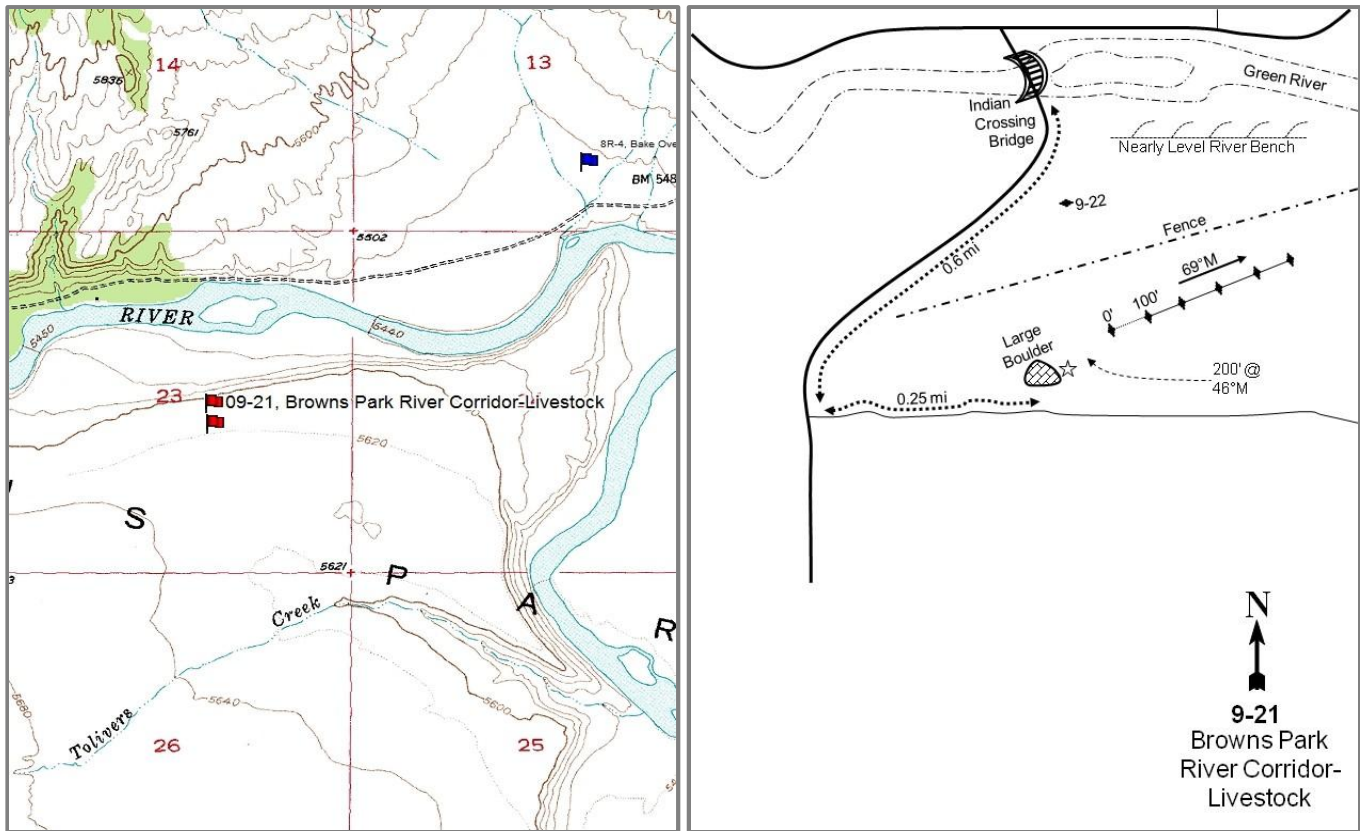 14
13
5835
5761
5600
8R-4, Bake Ove
BM 548
5502
RIVER
5450
5440
23
09-21, Browns Park River Corridor-Livestock
5620
S
5621
P
Creek
A
R
5680
5640
5600
Tolivers
26
25
Green River
Indian
Crossing
Bridge
Nearly Level River Bench
9-22
Fence
0.6 mi
69°M
0'
100'
Large
Boulder
200' @
46°M
0.25 mi
N
9-21
Browns Park
River Corridor-
Livestock